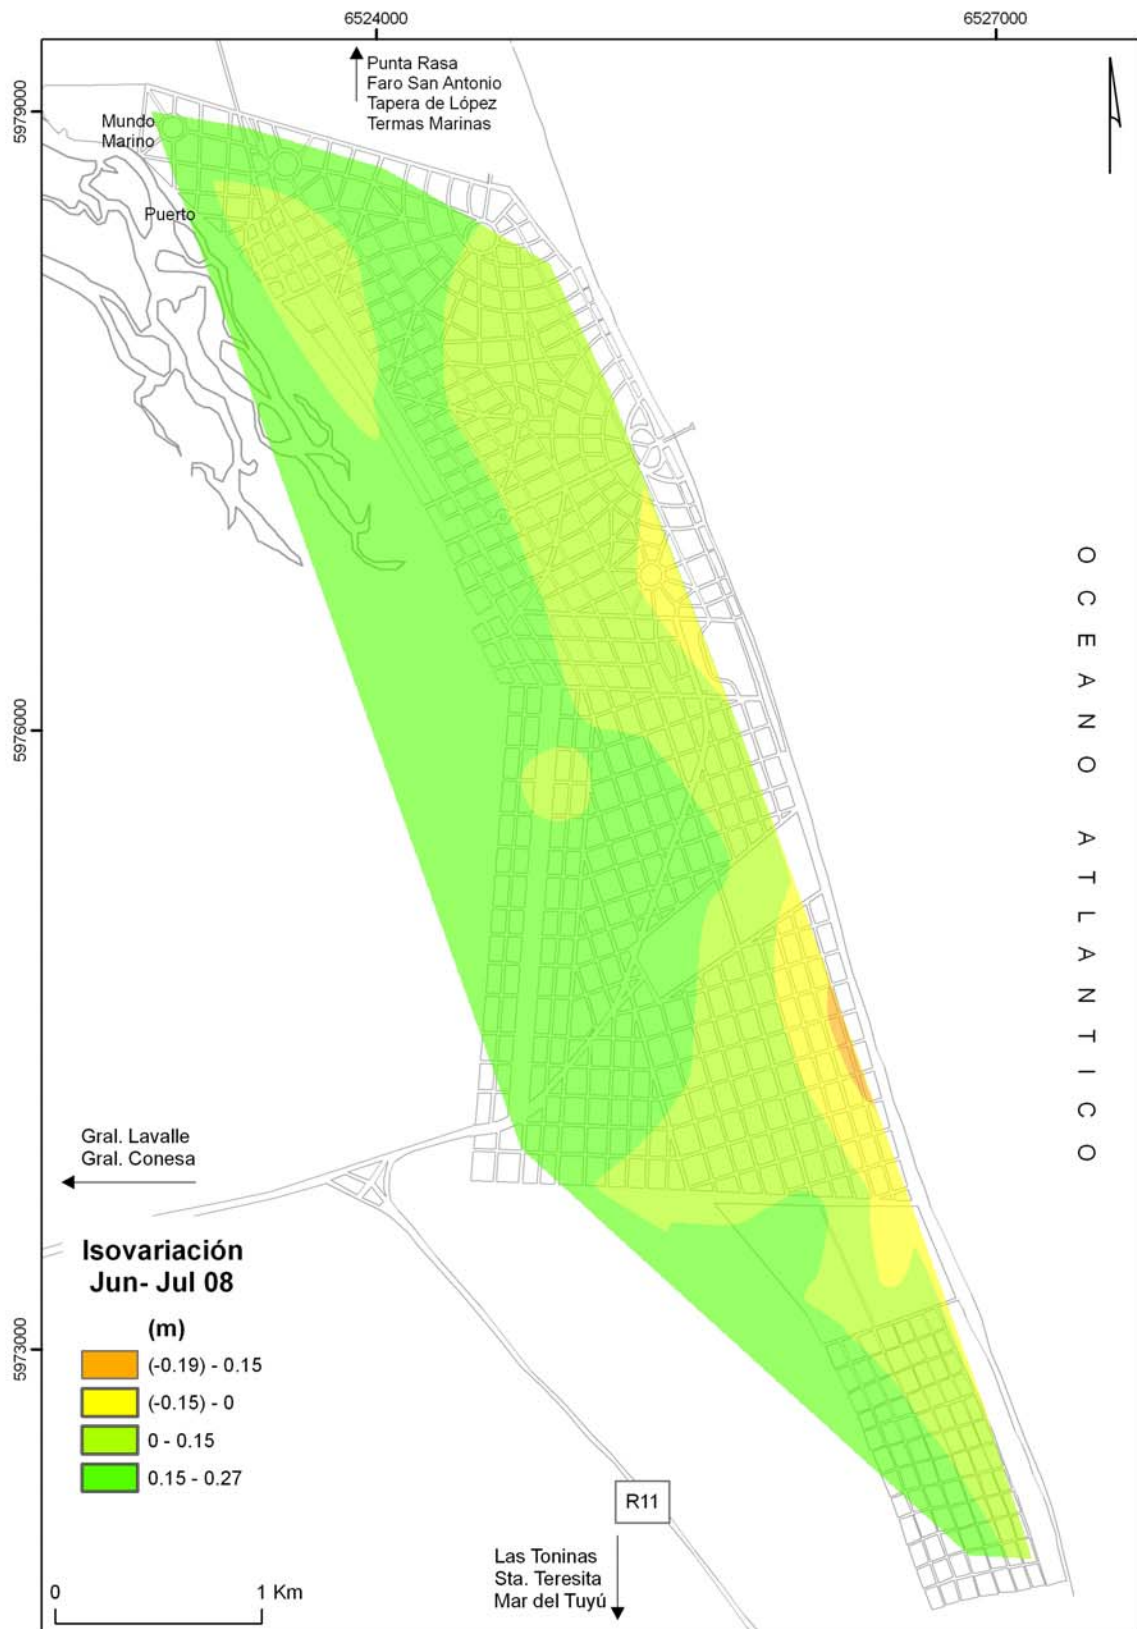 6524000
6527000
5979000
5976000
5973000
Punta Rasa
Faro San Antonio
Tapera de López
Termas Marinas
Mundo
Marino
Puerto
OCEANO ATLANTICO
Gral. Lavalle
Gral. Conesa
Isovariación
Jun- Jul 08
(m)
(-0.19) - 0.15
(-0.15) - 0
0 - 0.15
0.15 - 0.27
R11
Las Toninas
Sta. Teresita
Mar del Tuyú
0 1 Km